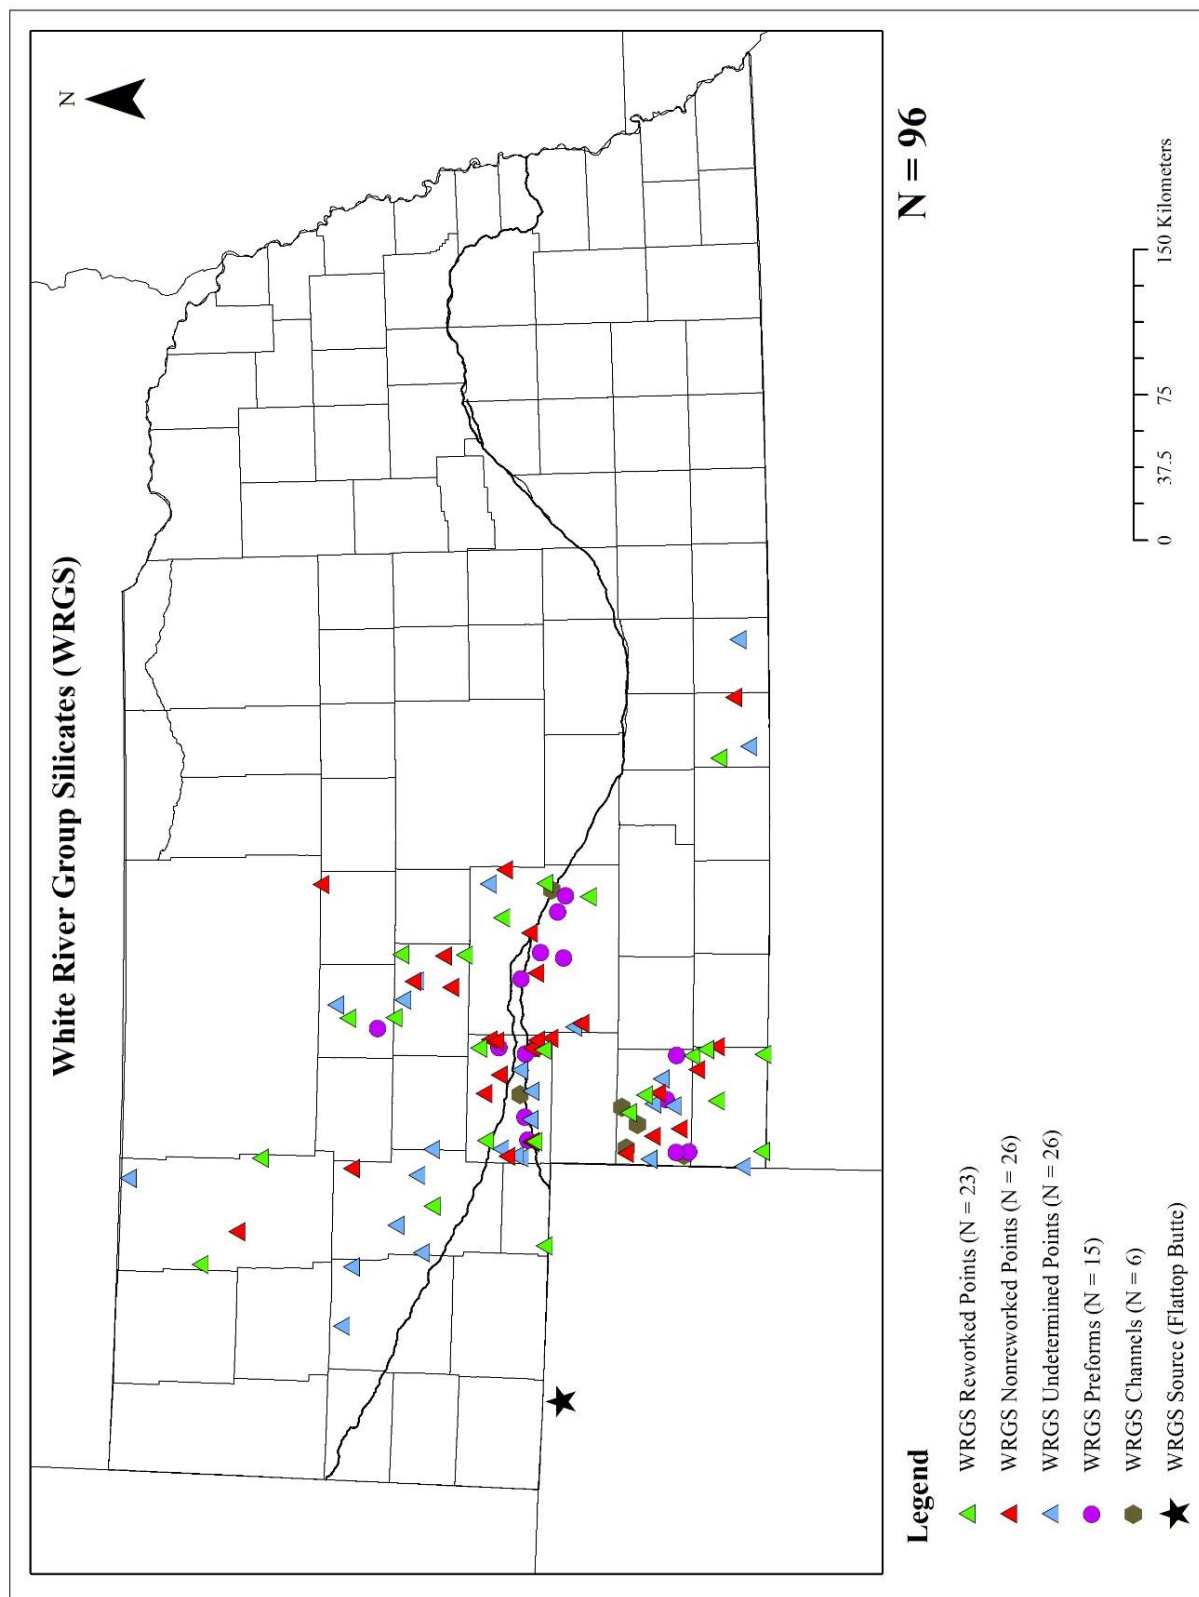 White River Group Silicates (WRGS)
N
N = 96
Legend
WRGS Reworked Points (N = 23)
WRGS Nonreworked Points (N = 26)
WRGS Undetermined Points (N = 26)
WRGS Preforms (N = 15)
WRGS Channels (N = 6)
WRGS Source (Flattop Butte)
0 37.5 75 150 Kilometers